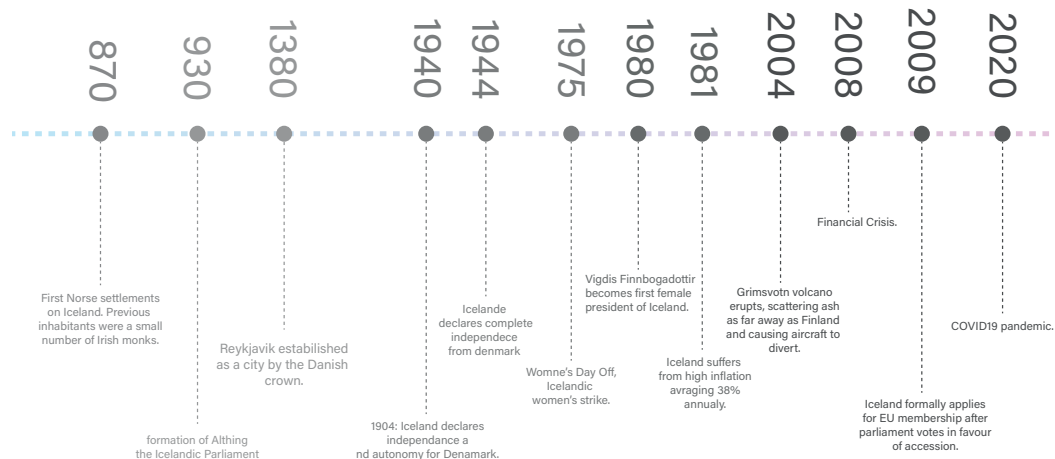 870
930
1380
1940
1944
1975
1980
1981
2004
2008
2009
2020
First Norse settlements
on Iceland. Previous
inhabitants were a small
number of Irish monks.
formation of Althing
the Icelandic Parliament
Reykjavik estabilished
as a city by the Danish
crown.
1904: Iceland declares
independance a
nd autonomy for Denamark.
Icelande
declares complete
independece
from denmark
Womne's Day Off,
Icelandic
women's strike.
Vigdis Finnbogadottir
becomes first female
president of Iceland.
Iceland suffers
from high inflation
avraging 38%
annualy.
Grimsvotn volcano
erupts, scattering ash
as far away as Finland
and causing aircraft to
divert.
Financial Crisis.
Iceland formally applies
for EU membership after
parliament votes in favour
of accession.
COVID19 pandemic.